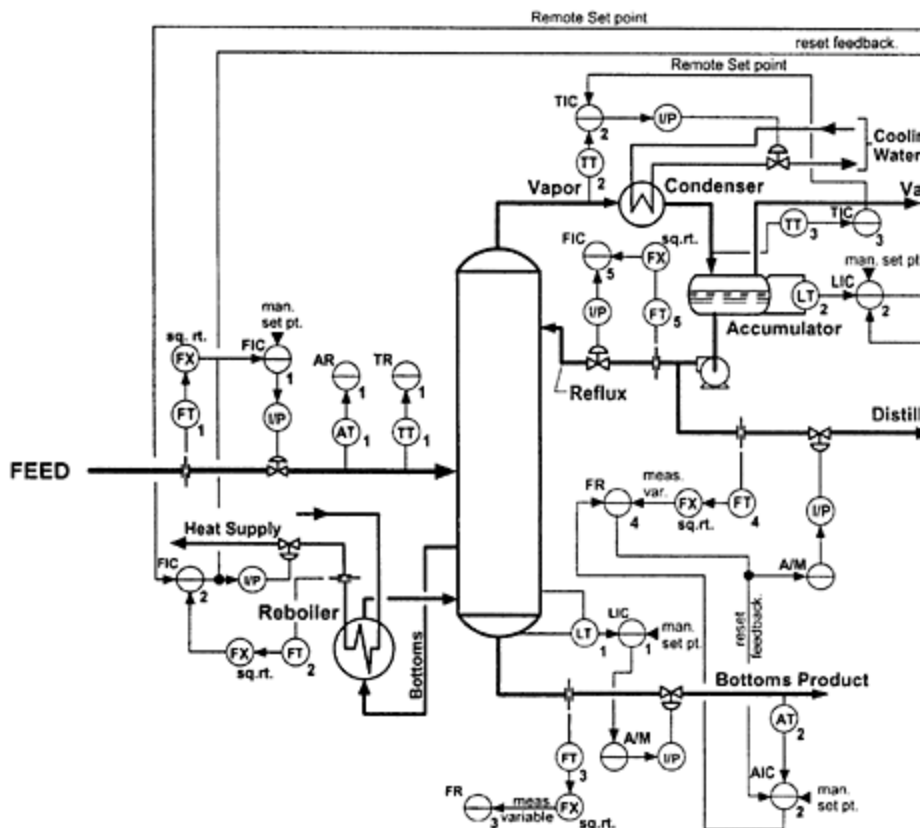 Remote Set point
reset feedback.
Remote Set point
TIC
2
I/P
TT
2
Coolin
Water
Vapor
Condenser
Va
TT
3
TIC
3
FIC
5
sq.rt.
FX
man. set pt.
LIC
2
LT
2
I/P
FT
5
Accumulator
man.
set pt.
sq. rt.
FX
FIC
1
AR
1
TR
1
Reflux
FT
1
I/P
AT
1
TT
1
Distill
FEED
meas.
var.
FR
4
FX
sq.rt.
FT
4
I/P
Heat Supply
FIC
2
I/P
A/M
Reboiler
LIC
1
LT
1
man.
set pt.
reset
feedback.
FX
sq.rt.
FT
2
Bottoms
Bottoms Product
AT
2
A/M
I/P
FT
3
AIC
2
man.
set pt.
FR
3
meas.
variable
FX
sq.rt.